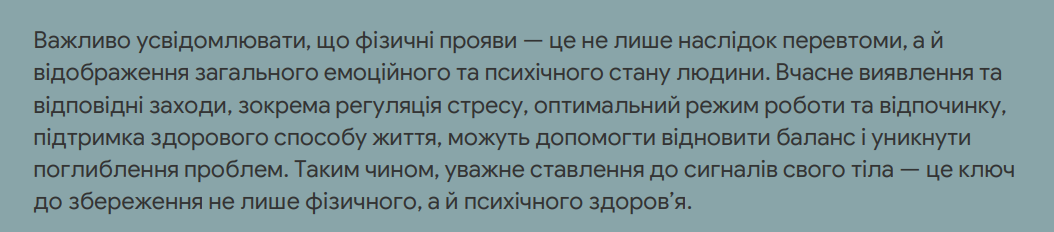 Важливо усвідомлювати, що фізичні прояви — це не лише наслідок перевтоми, а й
відображення загального емоційного та психічного стану людини. Вчасне виявлення та
відповідні заходи, зокрема регуляція стресу, оптимальний режим роботи та відпочинку,
підтримка здорового способу життя, можуть допомогти відновити баланс і уникнути
поглиблення проблем. Таким чином, уважне ставлення до сигналів свого тіла — це ключ
до збереження не лише фізичного, а й психічного здоров’я.